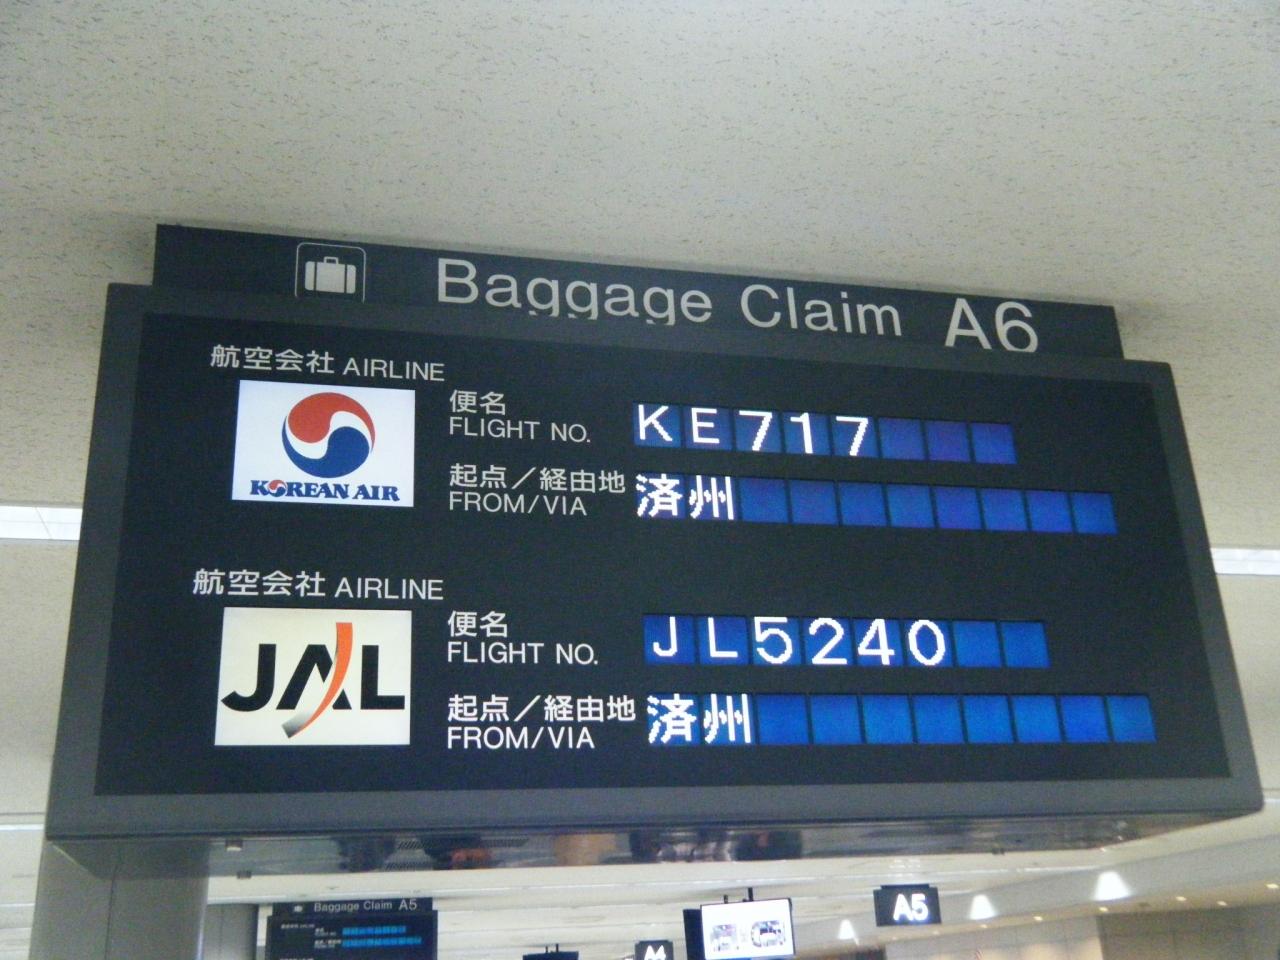 Baggage Claim A6
航空会社 AIRLINE
KOREAN AIR
便名
FLIGHT NO.
KE717
起点／経由地
FROM/VIA
済州
航空会社 AIRLINE
JAL
便名
FLIGHT NO.
JL5240
起点／経由地
FROM/VIA
済州
Baggage Claim A5
A5